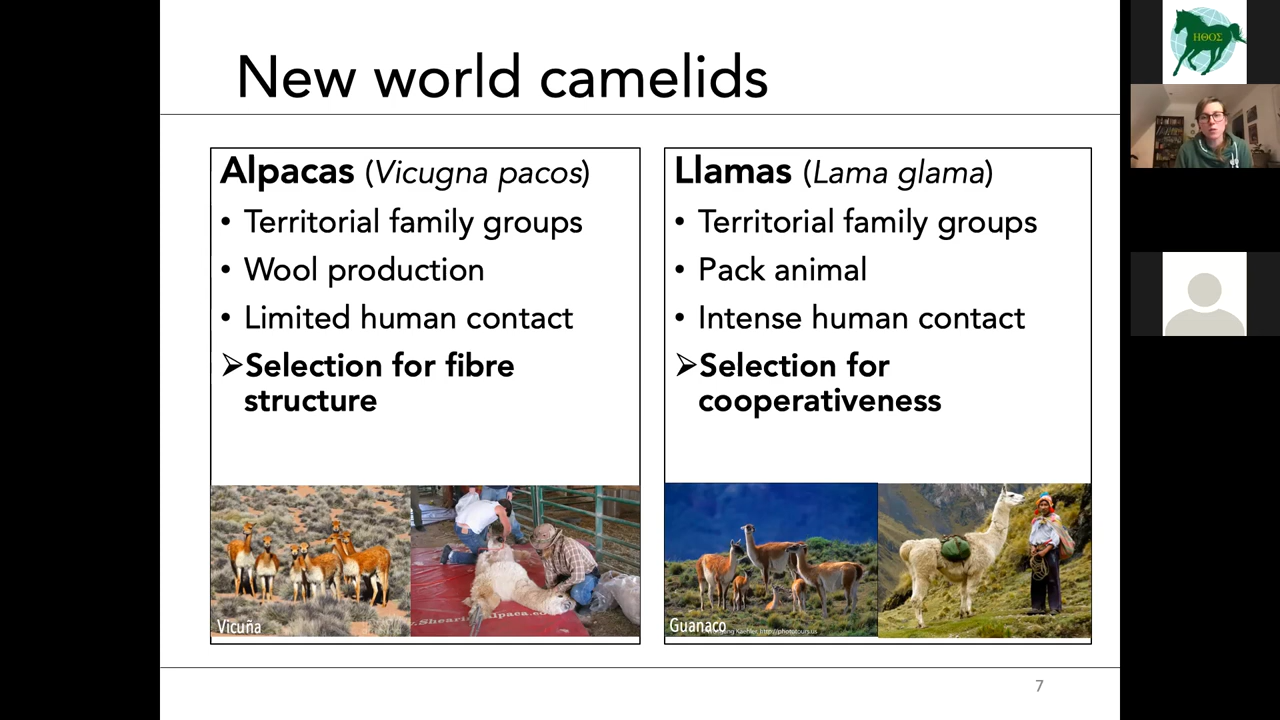 New world camelids
Alpacas (Vicugna pacos)
• Territorial family groups
• Wool production
• Limited human contact
➢Selection for fibre
structure
Vicuña
Llamas (Lama glama)
• Territorial family groups
• Pack animal
• Intense human contact
➢Selection for
cooperativeness
Guanaco
7
ΗΘΟΣ